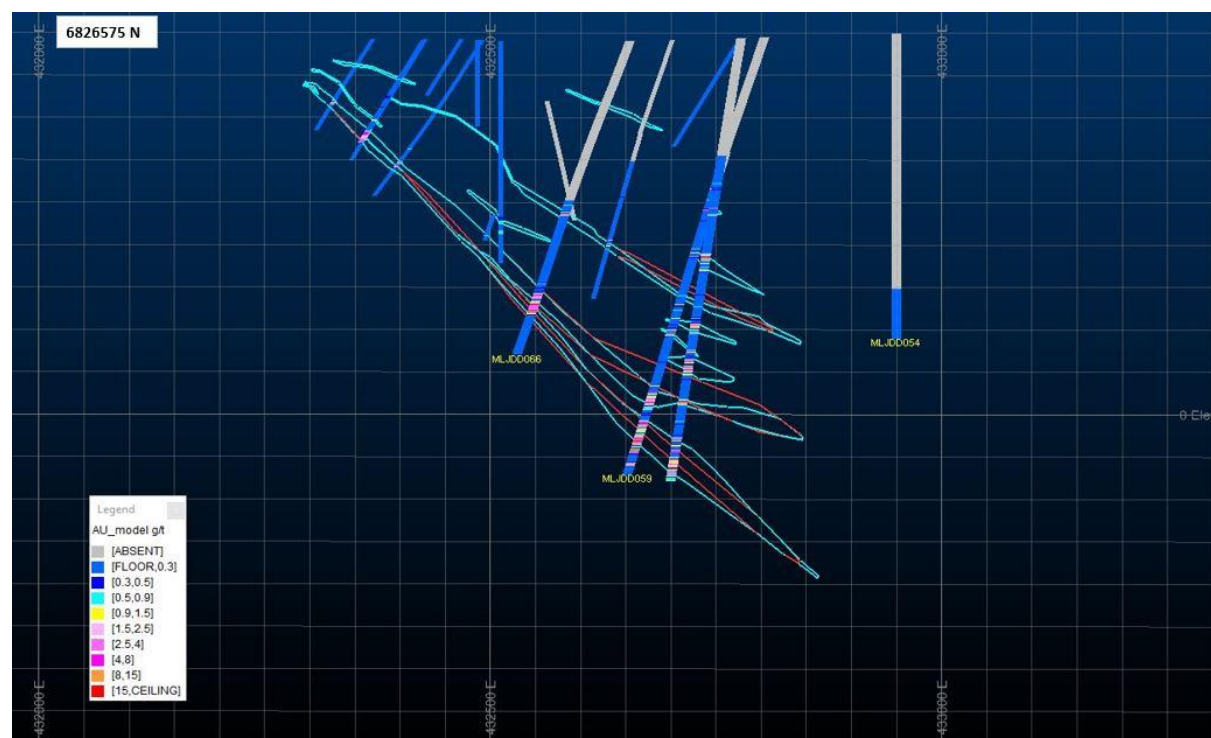 6826575 N
432000 E
432500 E
433000 E
MLJDD066
MLJDD054
0 Ele
MLJDD059
Legend
x
AU_model g/t
[ABSENT]
[FLOOR,0.3]
[0.3,0.5]
[0.5,0.9]
[0.9,1.5]
[1.5,2.5]
[2.5,4]
[4,8]
[8,15]
[15,CEILING]
432000 E
432500 E
433000 E